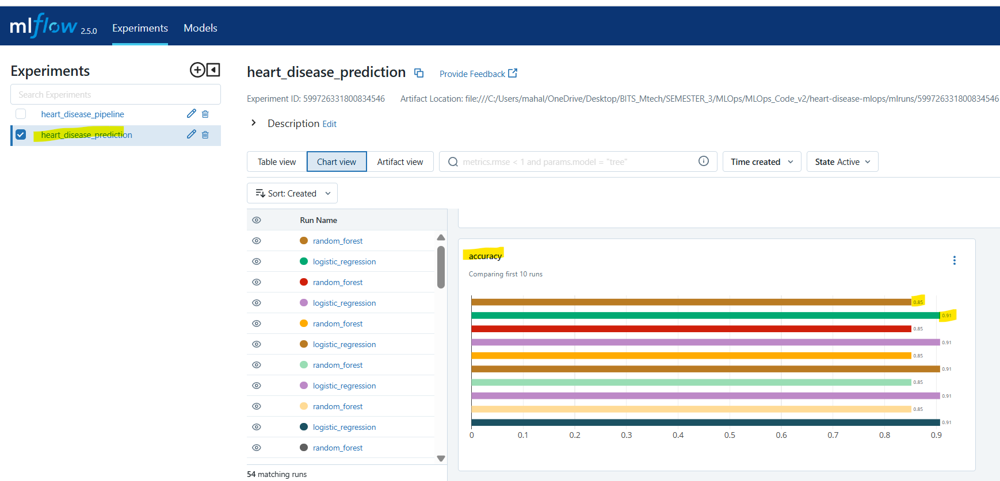 mlflow 2.5.0 Experiments Models
Experiments
Search Experiments
heart_disease_pipeline
heart_disease_prediction
heart_disease_prediction Provide Feedback
Experiment ID: 599726331800834546 Artifact Location: file:///C:/Users/mahal/OneDrive/Desktop/BITS_Mtech/SEMESTER_3/MLOps/MLOps_Code_v2/heart-disease-mlops/mlruns/599726331800834546
Description Edit
Table view Chart view Artifact view metrics.rmse < 1 and params.model = "tree" Time created State Active
Sort: Created
Run Name
random_forest
logistic_regression
random_forest
logistic_regression
random_forest
logistic_regression
random_forest
logistic_regression
random_forest
logistic_regression
random_forest
54 matching runs
accuracy
Comparing first 10 runs
0.85
0.91
0.85
0.91
0.85
0.91
0.85
0.91
0.85
0.91
0 0.1 0.2 0.3 0.4 0.5 0.6 0.7 0.8 0.9